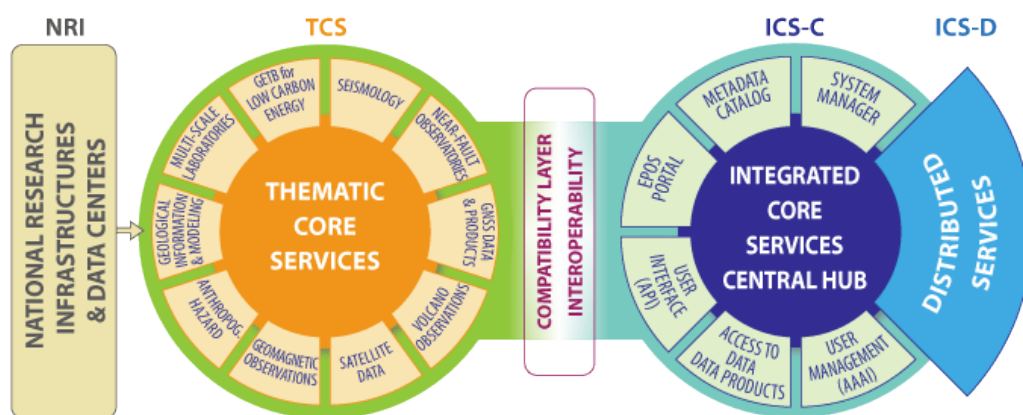 NRI
TCS
ICS-C
ICS-D
NATIONAL RESEARCH
INFRASTRUCTURES
& DATA CENTERS
THEMATIC
CORE
SERVICES
SEISMOLOGY
NEAR-FAULT
OBSERVATORIES
GNSS DATA
& PRODUCTS
VOLCANO
OBSERVATIONS
SATELLITE
DATA
GEOMAGNETIC
OBSERVATIONS
ANTHROPOG.
HAZARD
GEOLOGICAL
INFORMATION
& MODELING
MULTI-SCALE
LABORATORIES
GETB for
LOW CARBON
ENERGY
COMPATIBILITY LAYER
INTEROPERABILITY
INTEGRATED
CORE
SERVICES
CENTRAL HUB
METADATA
CATALOG
SYSTEM
MANAGER
EPOS
PORTAL
USER
INTERFACE
(API)
ACCESS TO
DATA
DATA PRODUCTS
USER
MANAGEMENT
(AAAI)
DISTRIBUTED
SERVICES